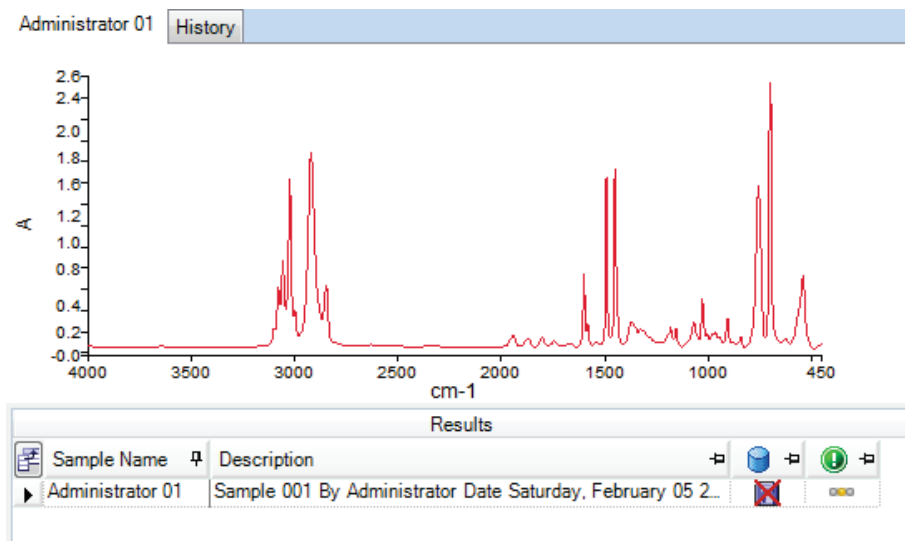 Administrator 01 History
2.6
2.4
2.0
1.8
1.6
1.2
1.0
0.8
0.4
0.2
-0.0
A
4000 3500 3000 2500 2000 1500 1000 450
cm-1
Results
Sample Name Description
Administrator 01 Sample 001 By Administrator Date Saturday, February 05 2...